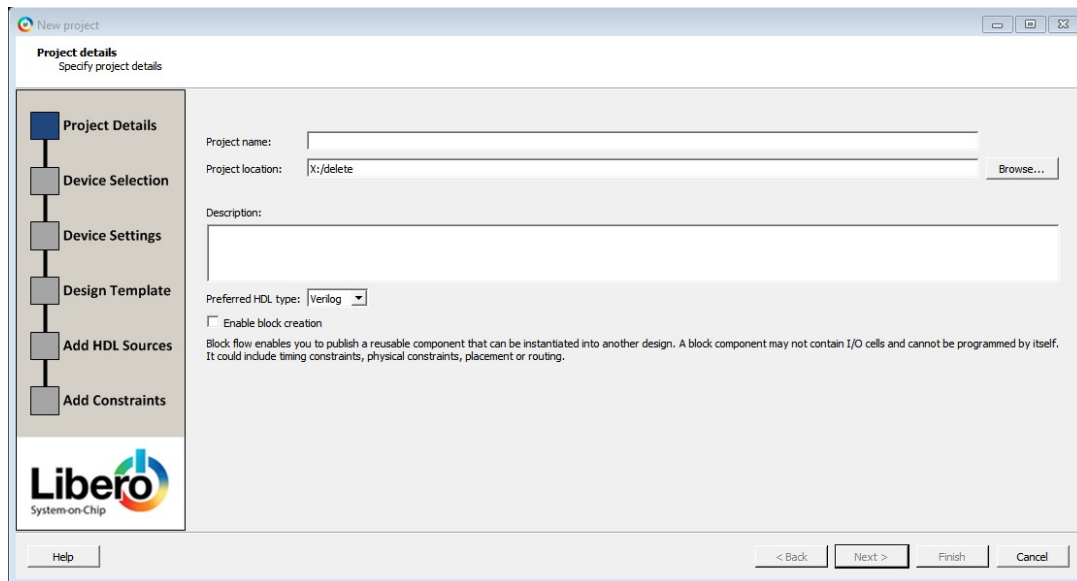 New project
Project details
Specify project details
Project Details
Device Selection
Device Settings
Design Template
Add HDL Sources
Add Constraints
Libero
System-on-Chip
Project name:
Project location: X:/delete Browse...
Description:
Preferred HDL type: Verilog
Enable block creation
Block flow enables you to publish a reusable component that can be instantiated into another design. A block component may not contain I/O cells and cannot be programmed by itself.
It could include timing constraints, physical constraints, placement or routing.
Help < Back Next > Finish Cancel